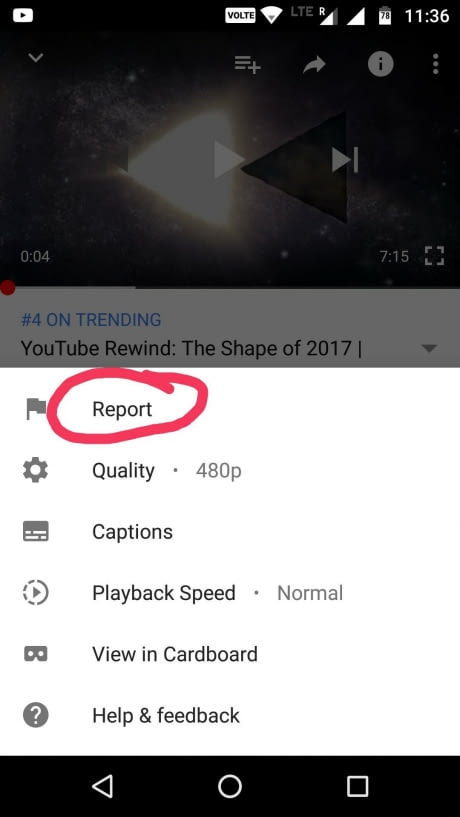 VOLTE LTE R 78 11:36
0:04 7:15
#4 ON TRENDING
YouTube Rewind: The Shape of 2017 |
Report
Quality • 480p
Captions
Playback Speed • Normal
View in Cardboard
Help & feedback